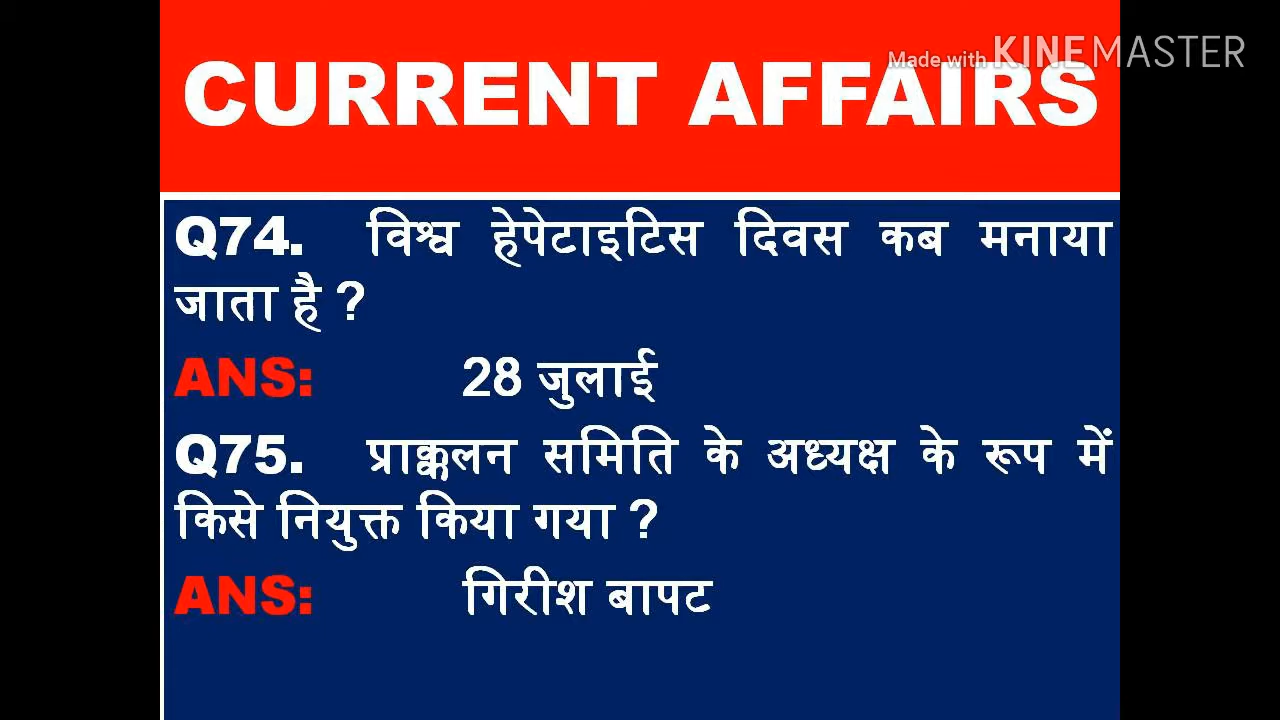 Made with KINEMASTER
CURRENT AFFAIRS
Q74. विश्व हेपेटाइटिस दिवस कब मनाया
जाता है ?
ANS: 28 जुलाई
Q75. प्राक्कलन समिति के अध्यक्ष के रूप में
किसे नियुक्त किया गया ?
ANS: गिरीश बापट